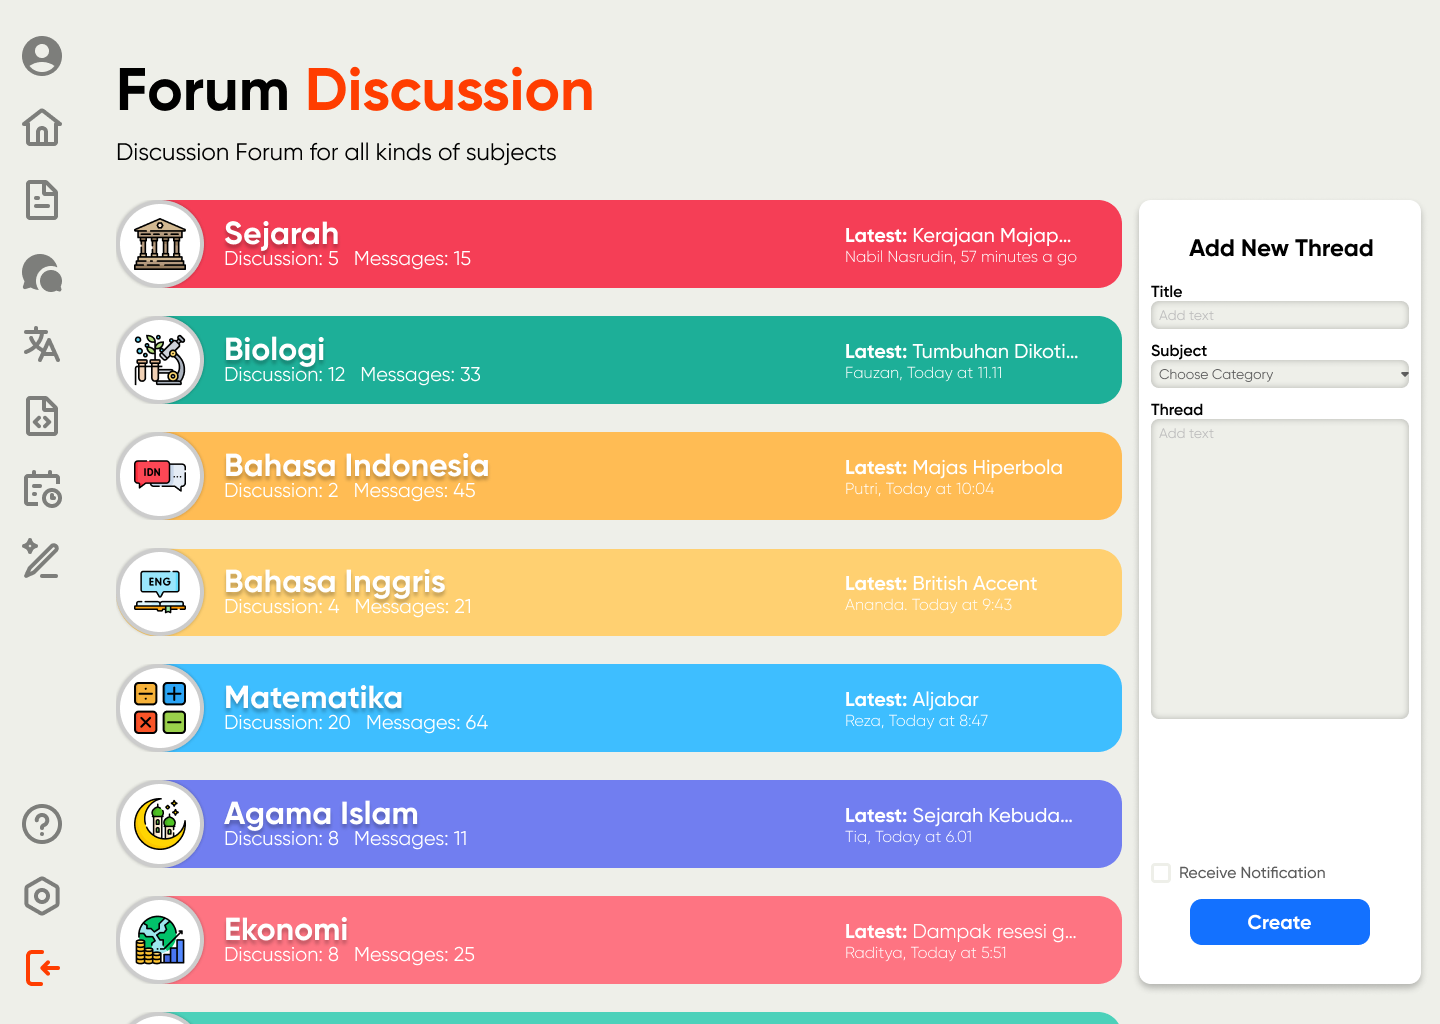 Forum Discussion
Discussion Forum for all kinds of subjects
Sejarah
Discussion: 5 Messages: 15
Latest: Kerajaan Majap...
Nabil Nasrudin, 57 minutes a go
Biologi
Discussion: 12 Messages: 33
Latest: Tumbuhan Dikoti...
Fauzan, Today at 11.11
IDN
Bahasa Indonesia
Discussion: 2 Messages: 45
Latest: Majas Hiperbola
Putri, Today at 10:04
ENG
Bahasa Inggris
Discussion: 4 Messages: 21
Latest: British Accent
Ananda. Today at 9:43
Matematika
Discussion: 20 Messages: 64
Latest: Aljabar
Reza, Today at 8:47
Agama Islam
Discussion: 8 Messages: 11
Latest: Sejarah Kebuda...
Tia, Today at 6.01
Ekonomi
Discussion: 8 Messages: 25
Latest: Dampak resesi g...
Raditya, Today at 5:51
Add New Thread
Title
Add text
Subject
Choose Category
Thread
Add text
Receive Notification
Create